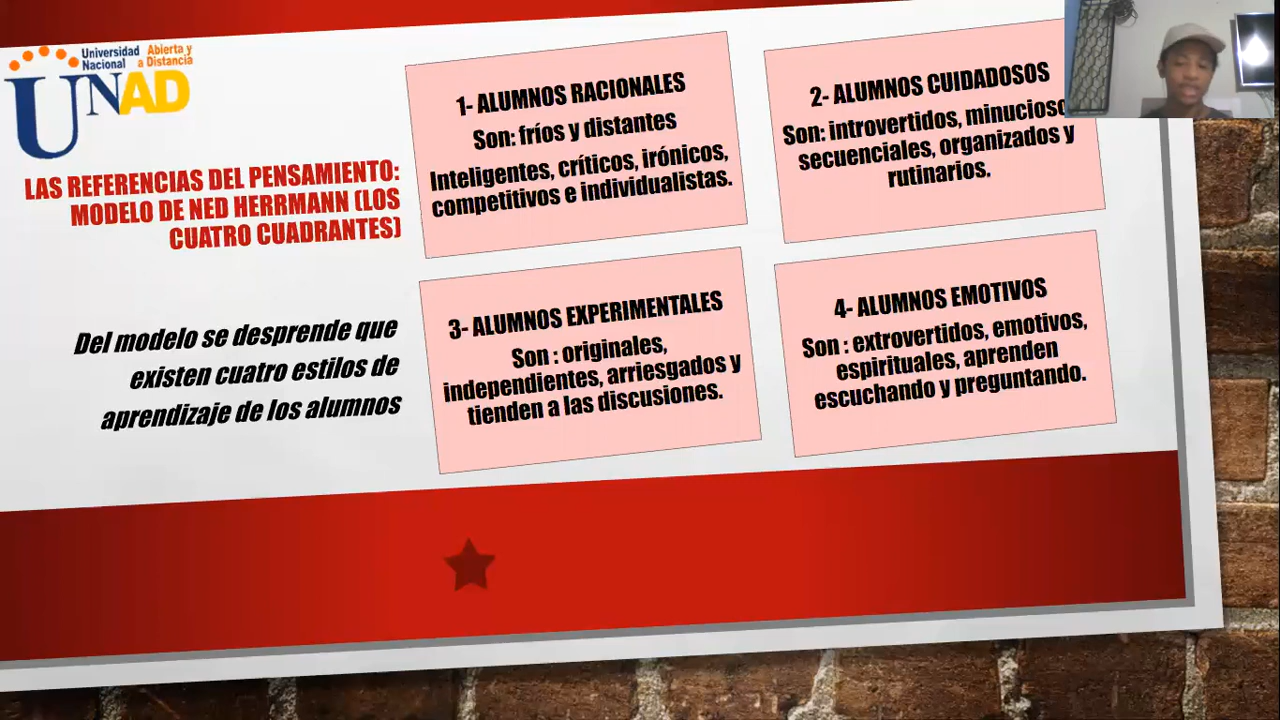 Universidad
Nacional
Abierta y
a Distancia
UNAD
LAS REFERENCIAS DEL PENSAMIENTO:
MODELO DE NED HERRMANN (LOS
CUATRO CUADRANTES)
Del modelo se desprende que
existen cuatro estilos de
aprendizaje de los alumnos
1- ALUMNOS RACIONALES
Son: fríos y distantes
Inteligentes, críticos, irónicos,
competitivos e individualistas.
2- ALUMNOS CUIDADOSOS
Son: introvertidos, minucioso
secuenciales, organizados y
rutinarios.
3- ALUMNOS EXPERIMENTALES
Son : originales,
independientes, arriesgados y
tienden a las discusiones.
4- ALUMNOS EMOTIVOS
Son : extrovertidos, emotivos,
espirituales, aprenden
escuchando y preguntando.